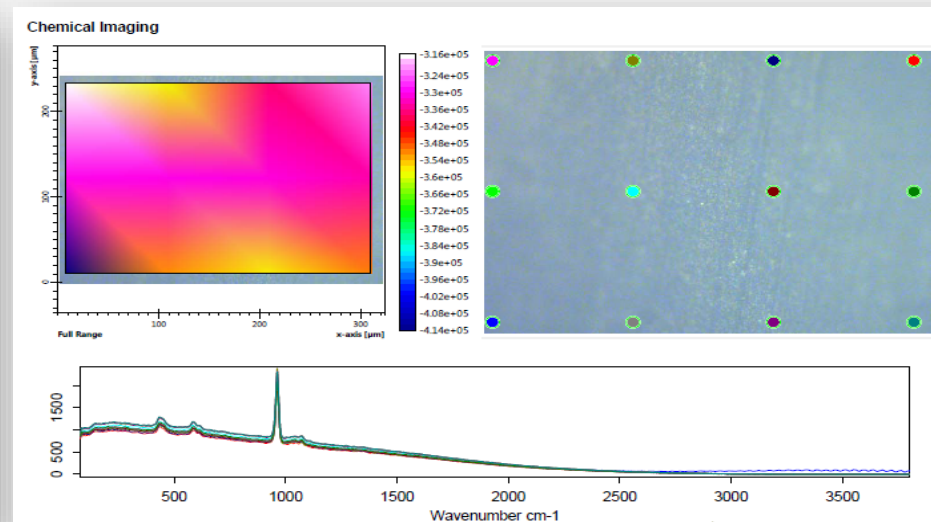 Chemical Imaging
y-axis [µm]
200
100
0
100
200
300
Full Range
x-axis [µm]
-3.16e+05
-3.24e+05
-3.3e+05
-3.36e+05
-3.42e+05
-3.48e+05
-3.54e+05
-3.6e+05
-3.66e+05
-3.72e+05
-3.78e+05
-3.84e+05
-3.9e+05
-3.96e+05
-4.02e+05
-4.08e+05
-4.14e+05
1500
500
0
500
1000
1500
2000
2500
3000
3500
Wavenumber cm-1